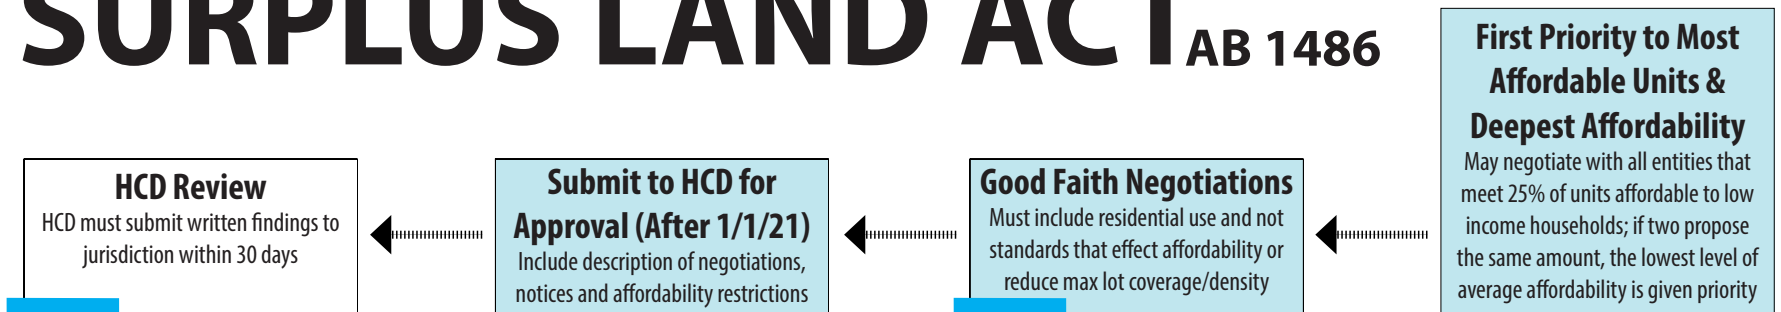 SURPLUS LAND ACT AB 1486
First Priority to Most
Affordable Units &
Deepest Affordability
May negotiate with all entities that
meet 25% of units affordable to low
income households; if two propose
the same amount, the lowest level of
average affordability is given priority
Good Faith Negotiations
Must include residential use and not
standards that effect affordability or
reduce max lot coverage/density
Submit to HCD for
Approval (After 1/1/21)
Include description of negotiations,
notices and affordability restrictions
HCD Review
HCD must submit written findings to
jurisdiction within 30 days